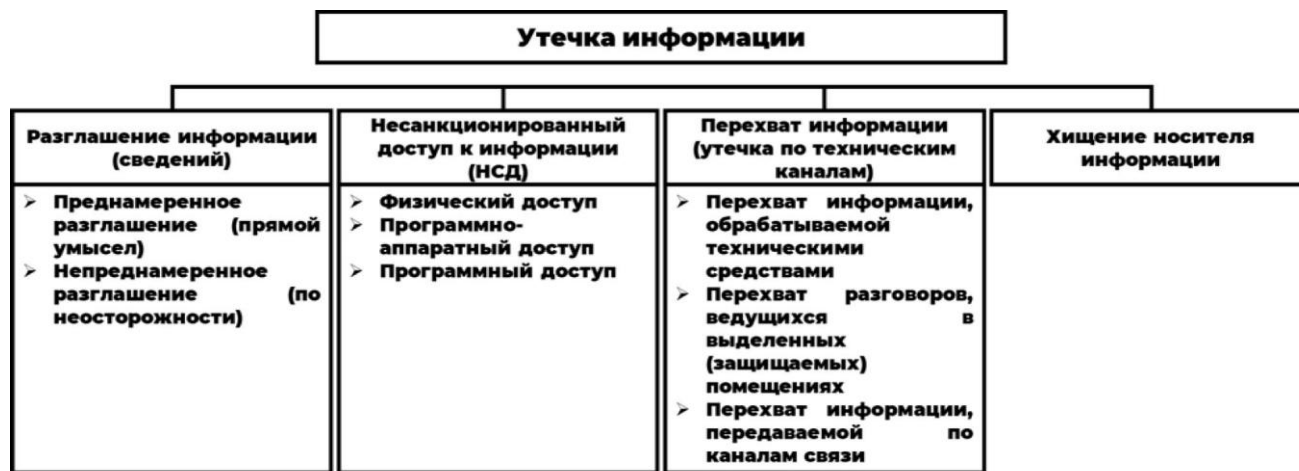 Утечка информации
Разглашение информации
(сведений)
➢ Преднамеренное
разглашение (прямой
умысел)
➢ Непреднамеренное
разглашение (по
неосторожности)
Несанкционированный
доступ к информации
(НСД)
➢ Физический доступ
➢ Программно-
аппаратный доступ
➢ Программный доступ
Перехват информации
(утечка по техническим
каналам)
➢ Перехват информации,
обрабатываемой
техническими
средствами
➢ Перехват разговоров,
ведущихся в
выделенных
(защищаемых)
помещениях
➢ Перехват информации,
передаваемой по
каналам связи
Хищение носителя
информации